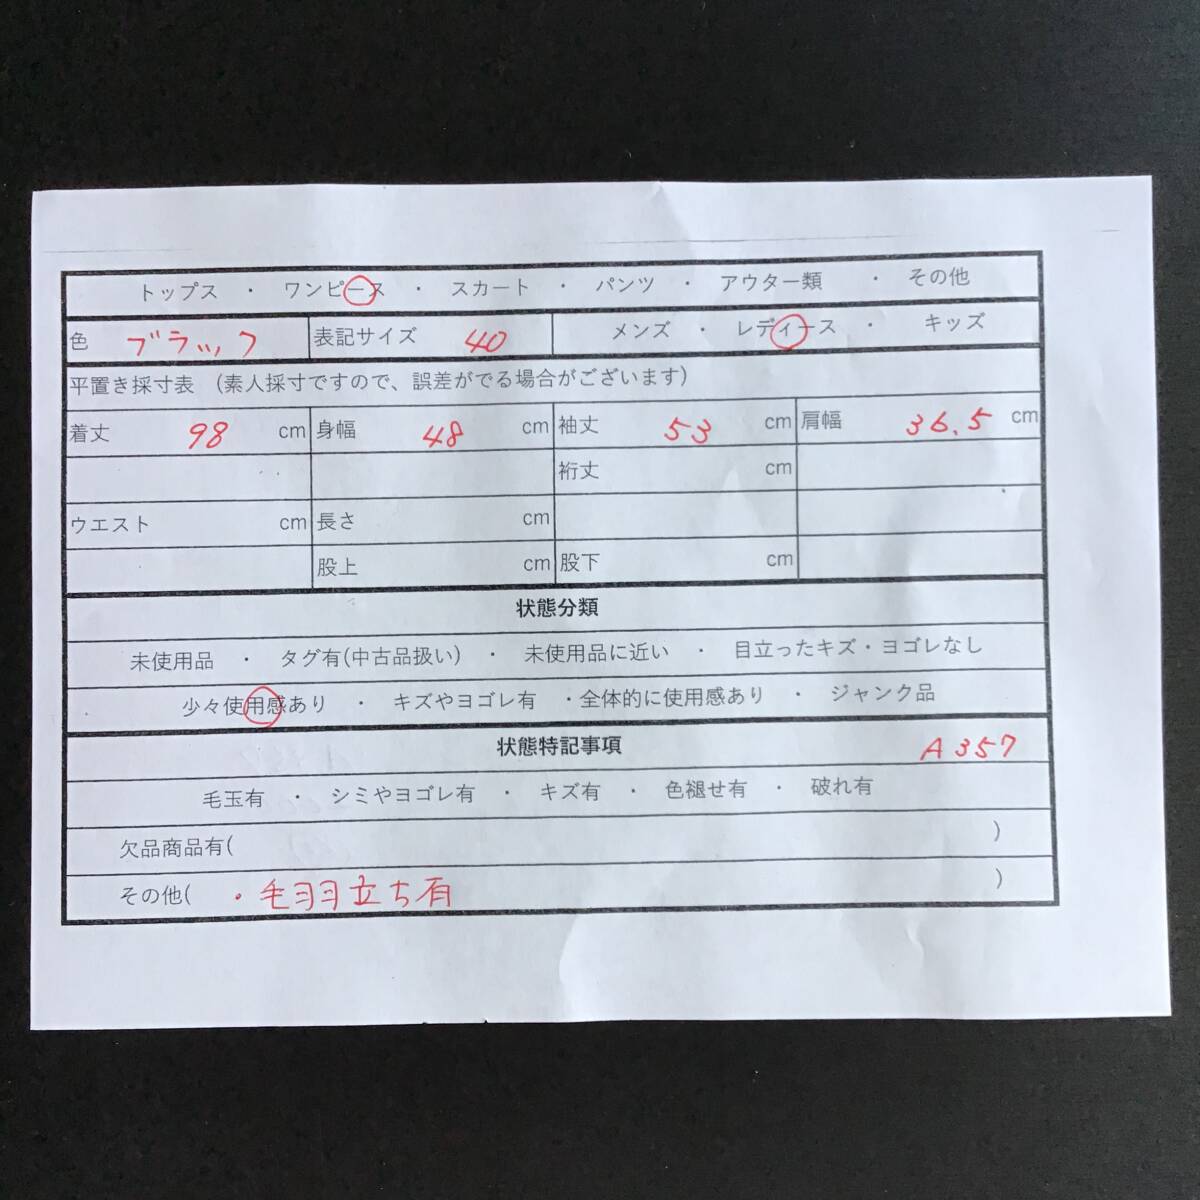 トップス ・ ワンピース ・ スカート ・ パンツ ・ アウター類 ・ その他
色 ブラック 表記サイズ 40 メンズ ・ レディース ・ キッズ
平置き採寸表 (素人採寸ですので、誤差がでる場合がございます)
着丈 98 cm 身幅 48 cm 袖丈 53 cm 肩幅 36.5 cm
裄丈 cm
ウエスト cm 長さ cm
股上 cm 股下 cm
状態分類
未使用品 ・ タグ有(中古品扱い) ・ 未使用品に近い ・ 目立ったキズ・ヨゴレなし
少々使用感あり ・ キズやヨゴレ有 ・全体的に使用感あり ・ ジャンク品
状態特記事項 A357
毛玉有 ・ シミやヨゴレ有 ・ キズ有 ・ 色褪せ有 ・ 破れ有
欠品商品有( )
その他( ・毛羽立ち有 )